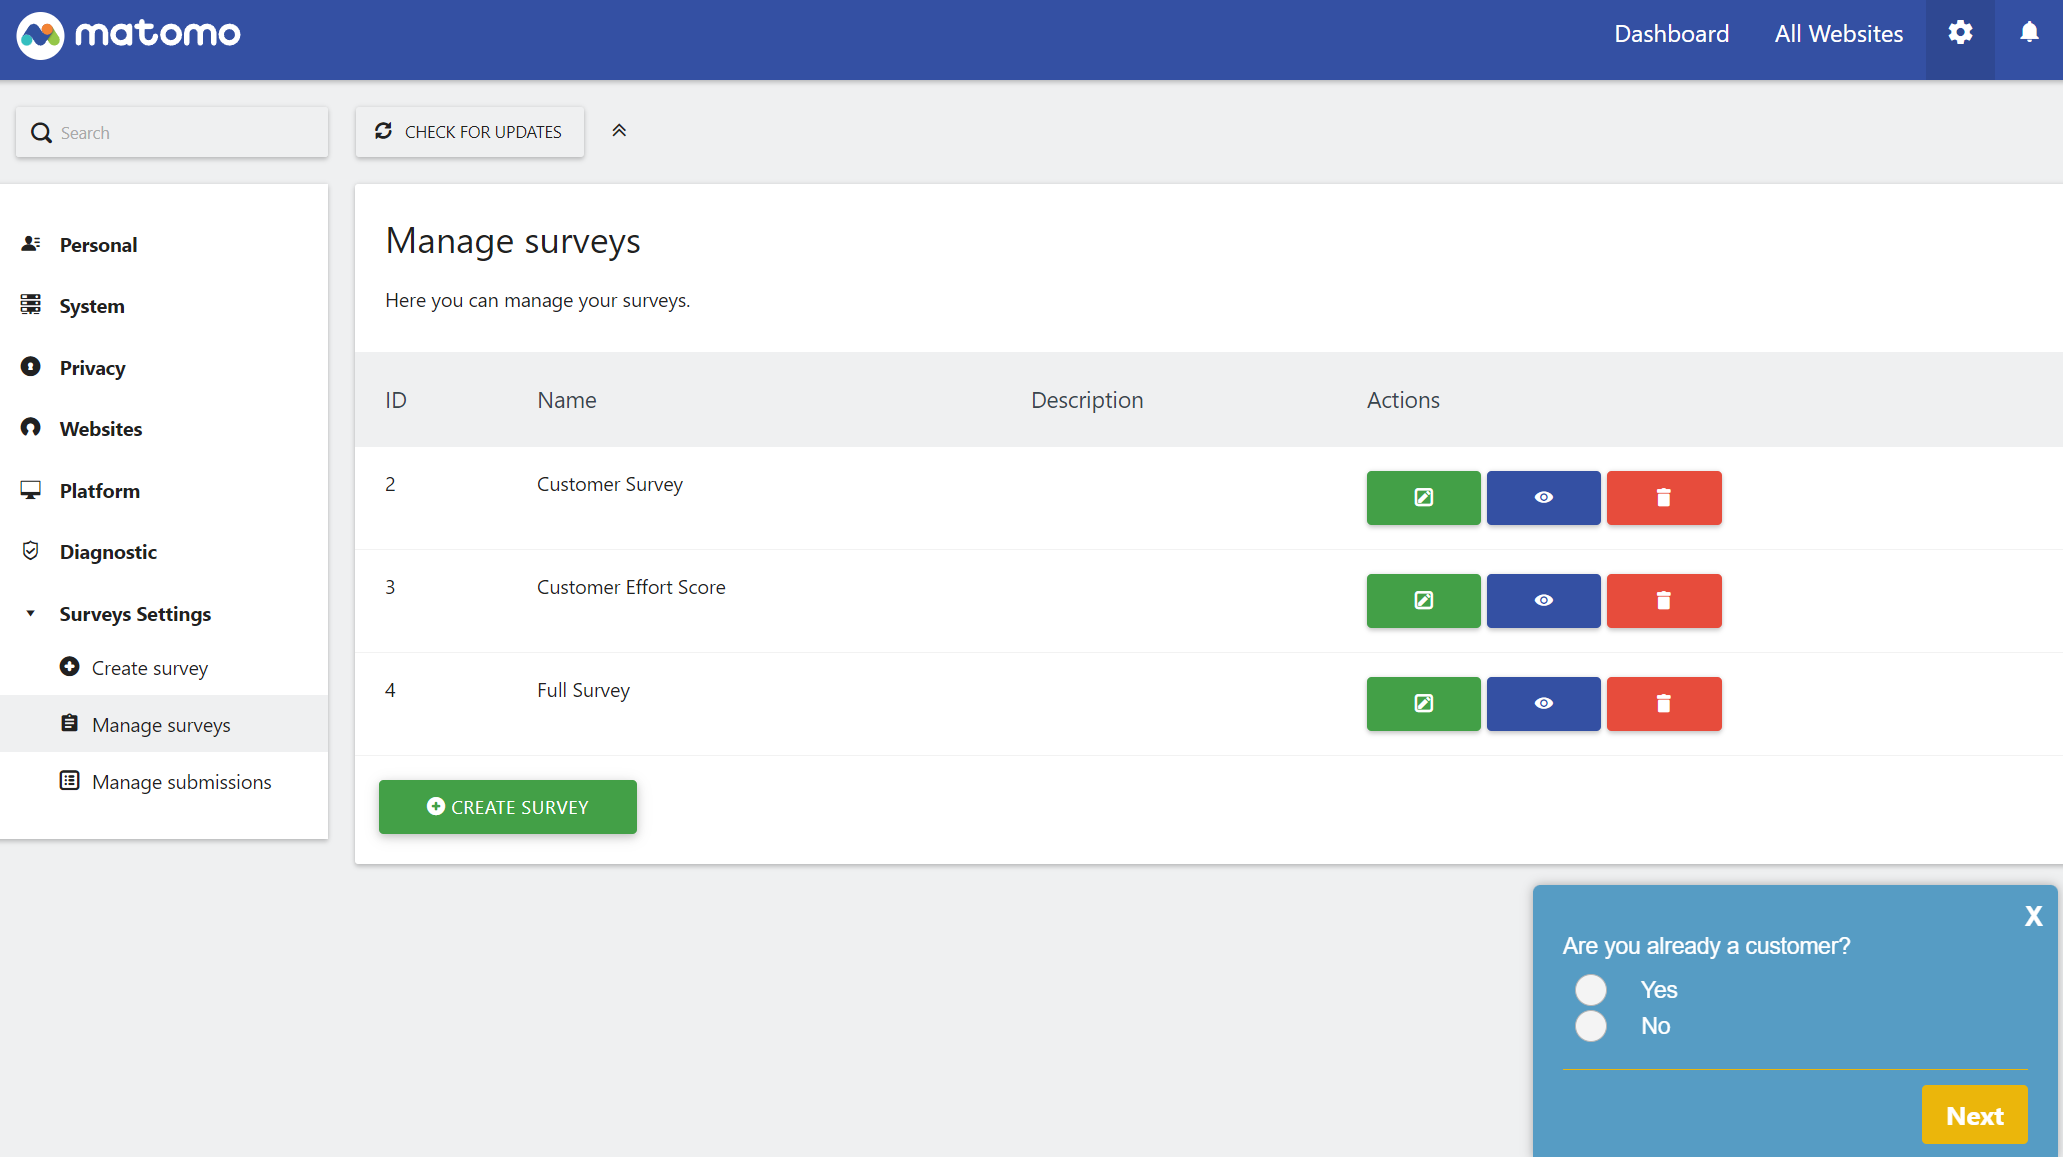 matomo
Dashboard
All Websites
Search
CHECK FOR UPDATES
Personal
System
Privacy
Websites
Platform
Diagnostic
Surveys Settings
Create survey
Manage surveys
Manage submissions
Manage surveys
Here you can manage your surveys.
ID Name Description Actions
2 Customer Survey
3 Customer Effort Score
4 Full Survey
CREATE SURVEY
X
Are you already a customer?
Yes
No
Next